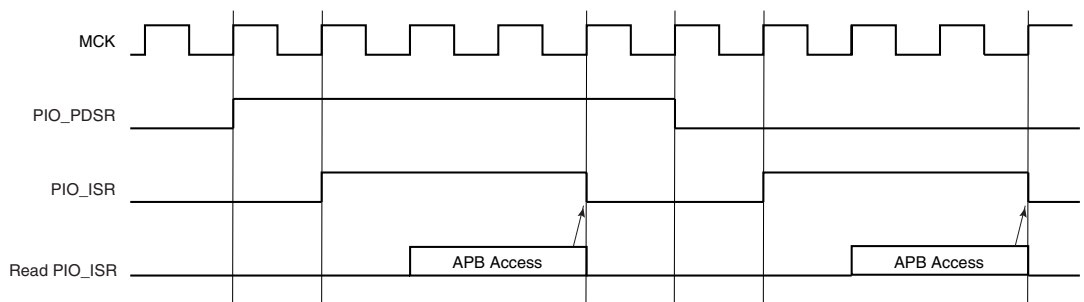 MCK
PIO_PDSR
PIO_ISR
Read PIO_ISR
APB Access
APB Access